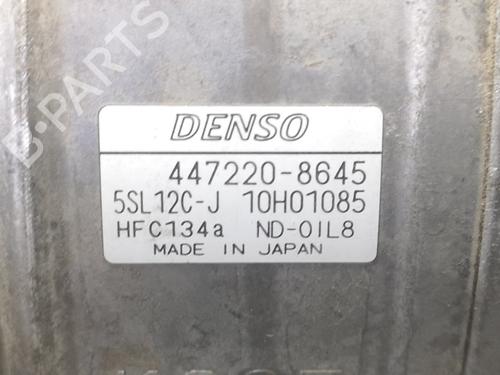 B-PARTS
DENSO
447220-8645
5SL12C-J 10H01085
HFC134a ND-OIL8
MADE IN JAPAN